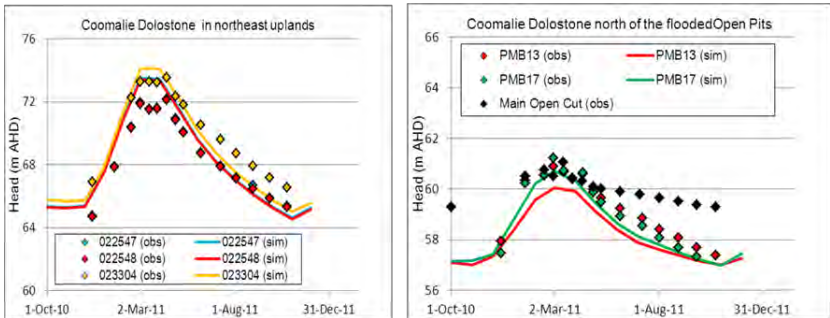 Coomalie Dolostone in northeast uplands
76
72
68
64
60
Head (m AHD)
022547 (obs)
022547 (sim)
022548 (obs)
022548 (sim)
023304 (obs)
023304 (sim)
1-Oct-10
2-Mar-11
1-Aug-11
31-Dec-11
Coomalie Dolostone north of the flooded Open Pits
66
64
62
60
58
56
Head (m AHD)
PMB13 (obs)
PMB13 (sim)
PMB17 (obs)
PMB17 (sim)
Main Open Cut (obs)
1-Oct-10
2-Mar-11
1-Aug-11
31-Dec-11